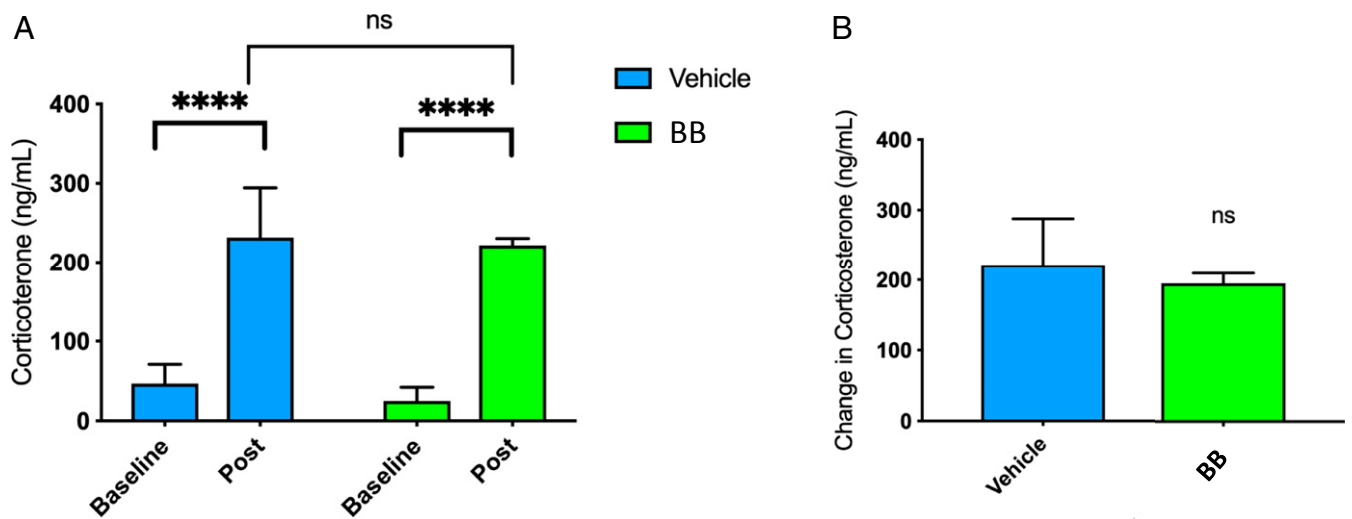 A
ns
B
Vehicle
BB
****
****
400
300
200
100
0
Corticoterone (ng/mL)
Baseline
Post
Baseline
Post
400
300
200
100
0
Change in Corticosterone (ng/mL)
ns
Vehicle
BB